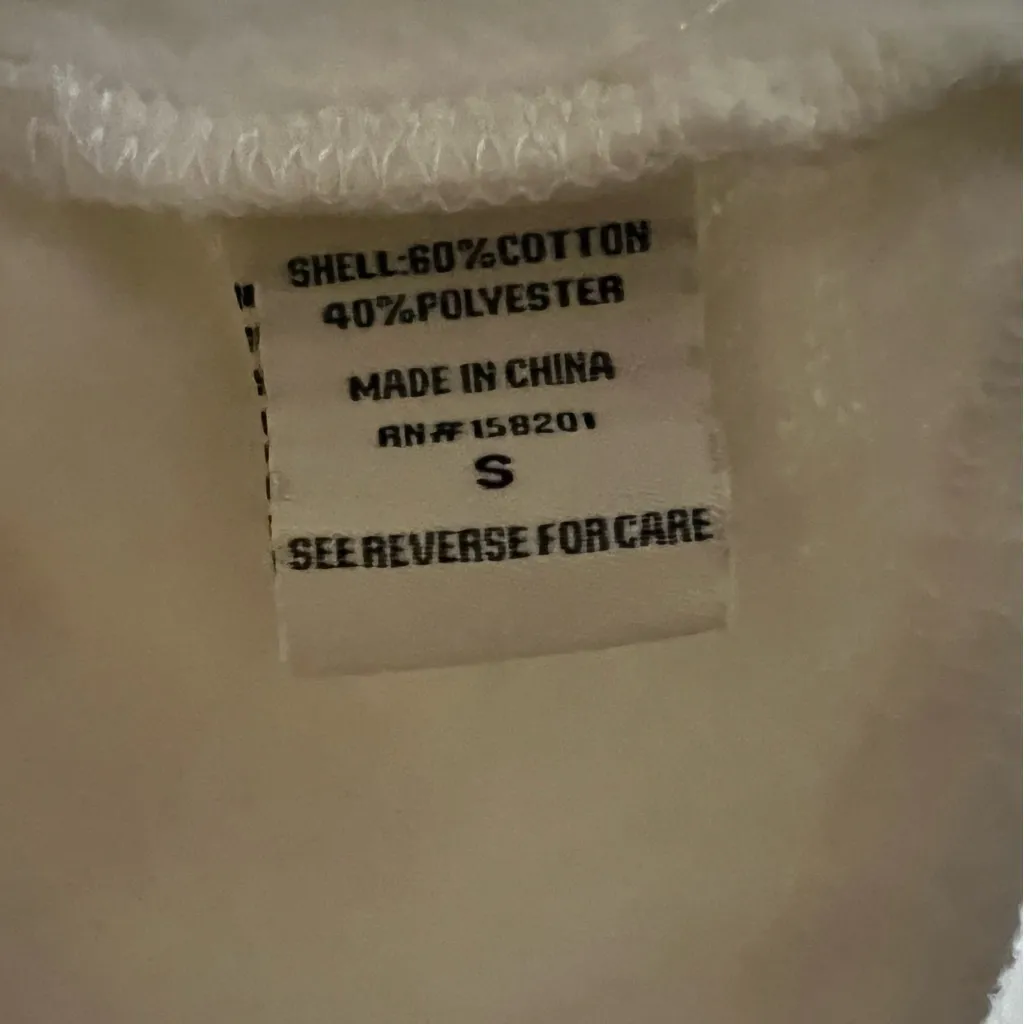 SHELL:60%COTTON
40%POLYESTER
MADE IN CHINA
RN#158201
S
SEE REVERSE FOR CARE